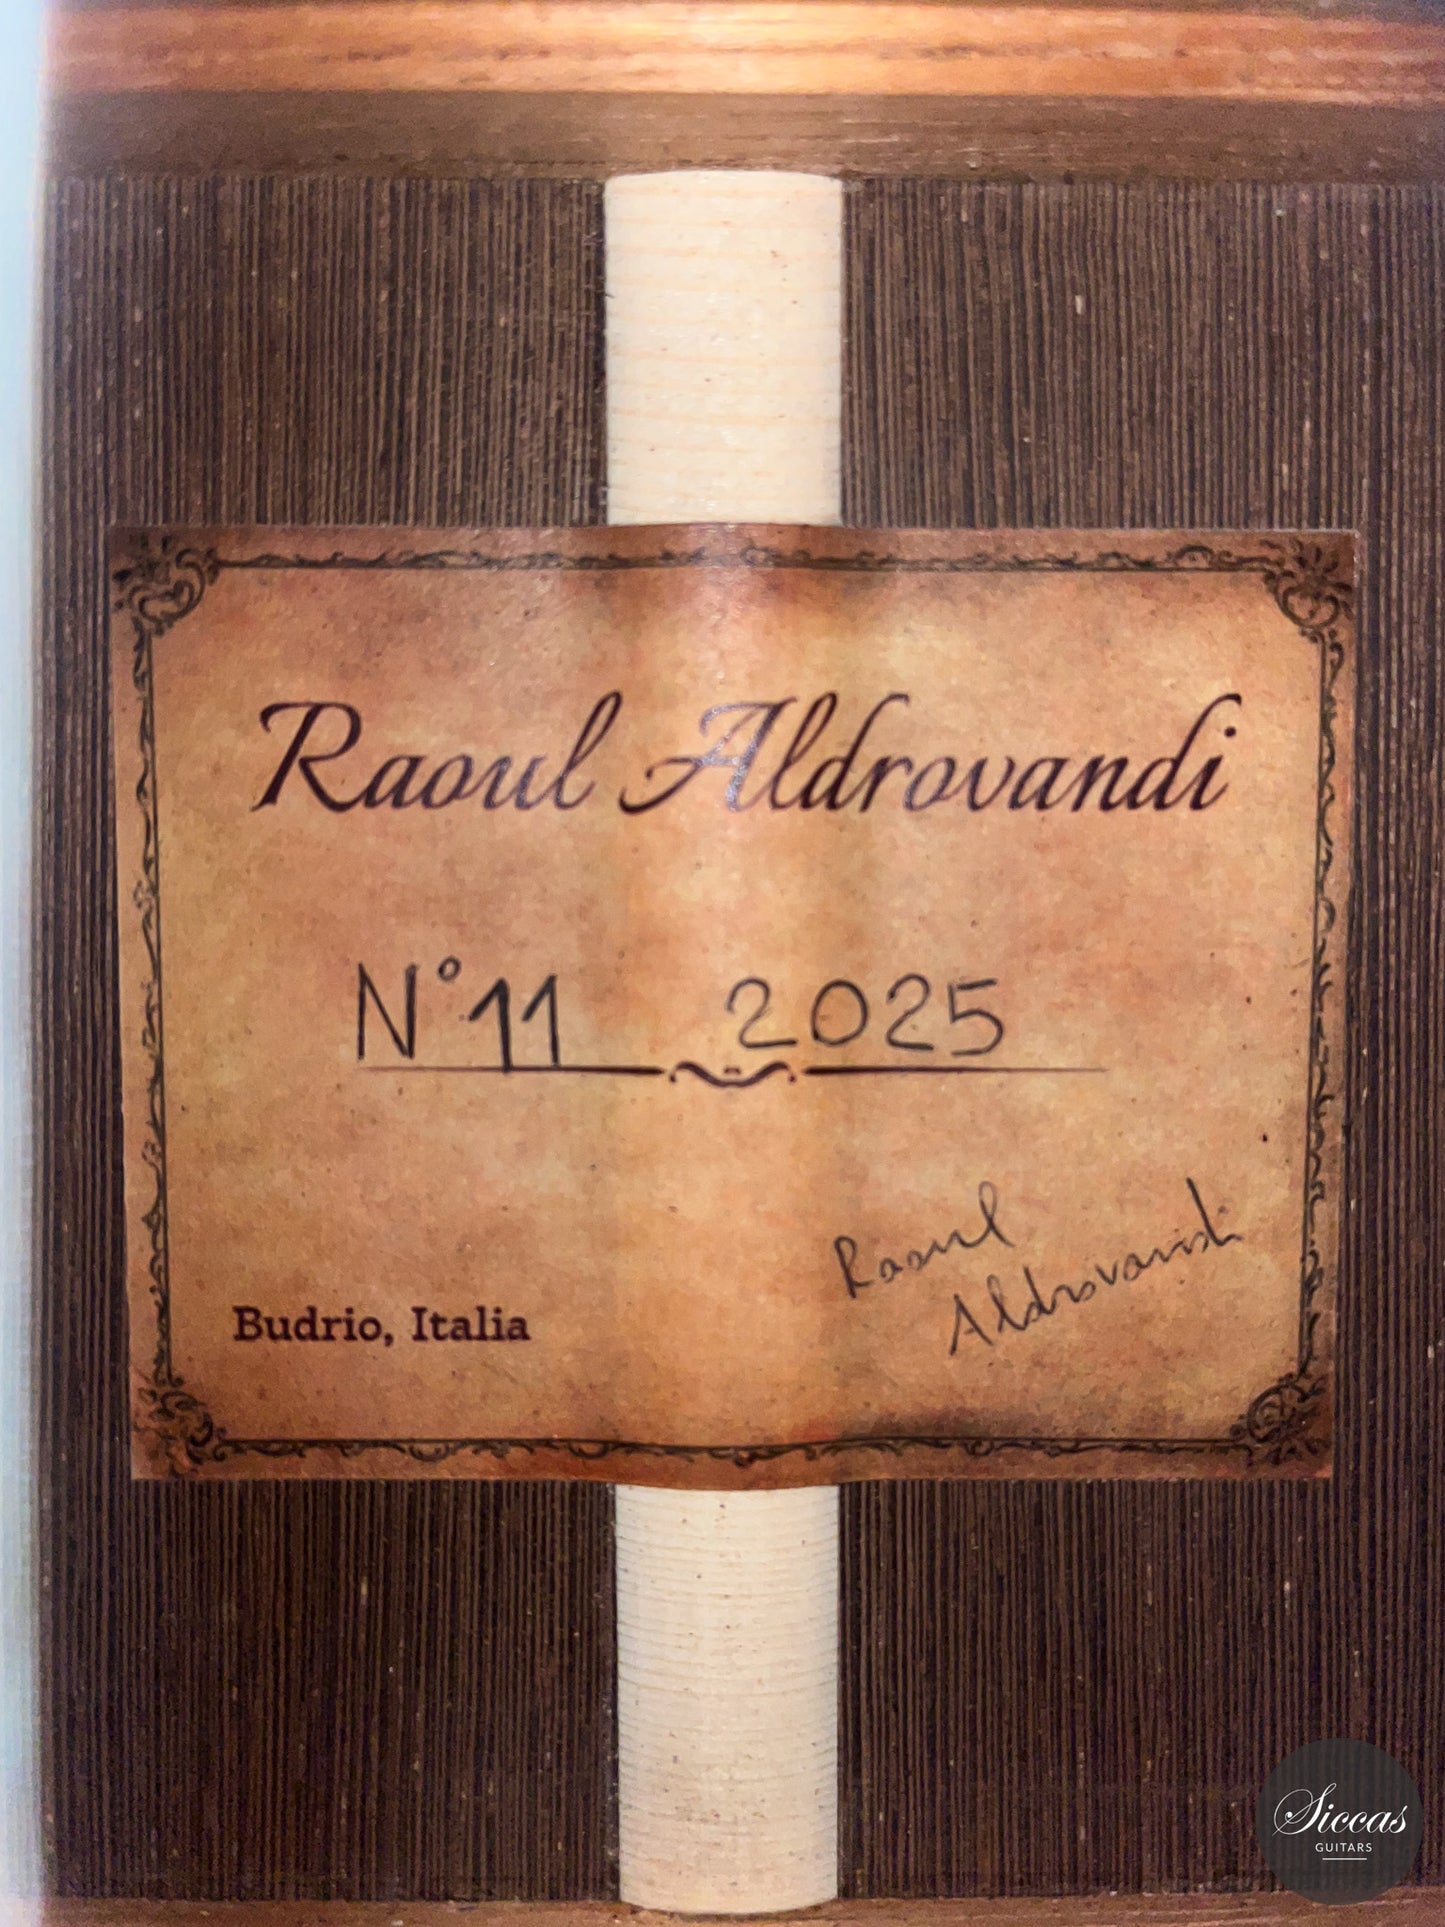 Raoul Aldrovandi
N°11 2025
Raoul
Aldrovandi
Budrio, Italia
Siccas
GUITARS